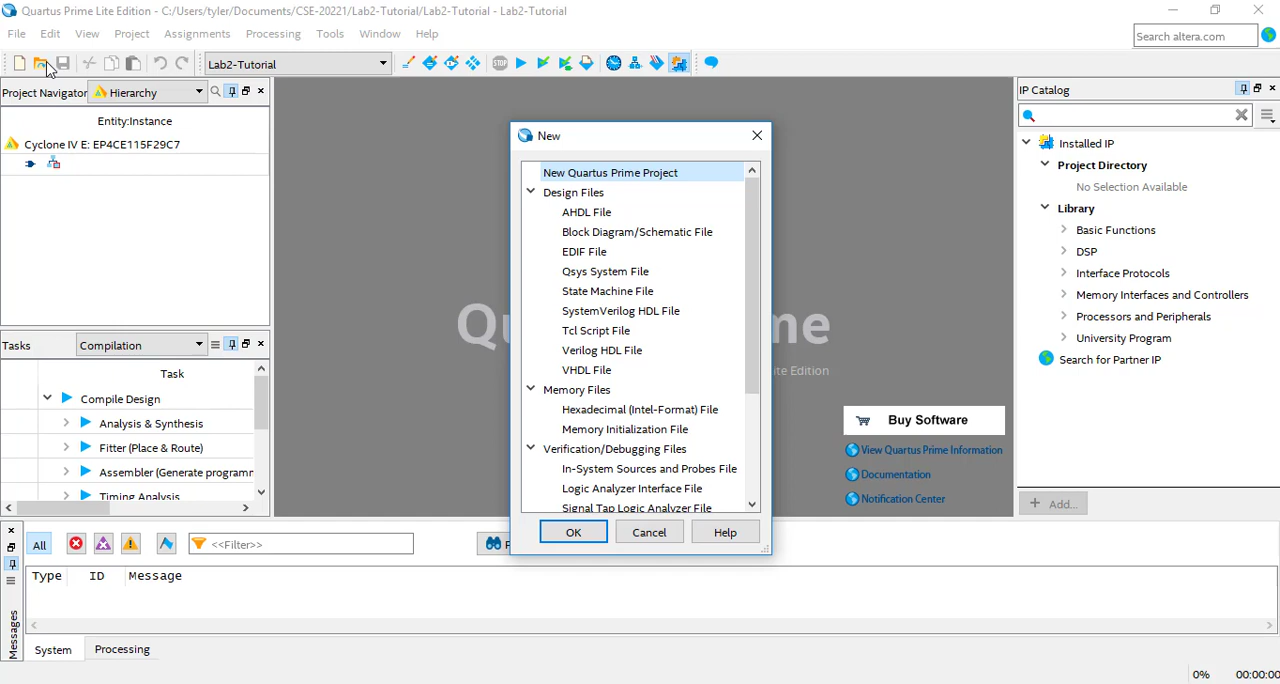 Quartus Prime Lite Edition - C:/Users/tyler/Documents/CSE-20221/Lab2-Tutorial/Lab2-Tutorial - Lab2-Tutorial
File Edit View Project Assignments Processing Tools Window Help
Search altera.com
Lab2-Tutorial
Project Navigator Hierarchy
Entity:Instance
Cyclone IV E: EP4CE115F29C7
Tasks Compilation
Task
Compile Design
Analysis & Synthesis
Fitter (Place & Route)
Assembler (Generate programm
Timing Analysis
Qu me
ite Edition
Buy Software
View Quartus Prime Information
Documentation
Notification Center
New
New Quartus Prime Project
Design Files
AHDL File
Block Diagram/Schematic File
EDIF File
Qsys System File
State Machine File
SystemVerilog HDL File
Tcl Script File
Verilog HDL File
VHDL File
Memory Files
Hexadecimal (Intel-Format) File
Memory Initialization File
Verification/Debugging Files
In-System Sources and Probes File
Logic Analyzer Interface File
Signal Tap Logic Analyzer File
OK Cancel Help
IP Catalog
Installed IP
Project Directory
No Selection Available
Library
Basic Functions
DSP
Interface Protocols
Memory Interfaces and Controllers
Processors and Peripherals
University Program
Search for Partner IP
+ Add...
All <<Filter>>
Type ID Message
Messages
System Processing
0% 00:00:00